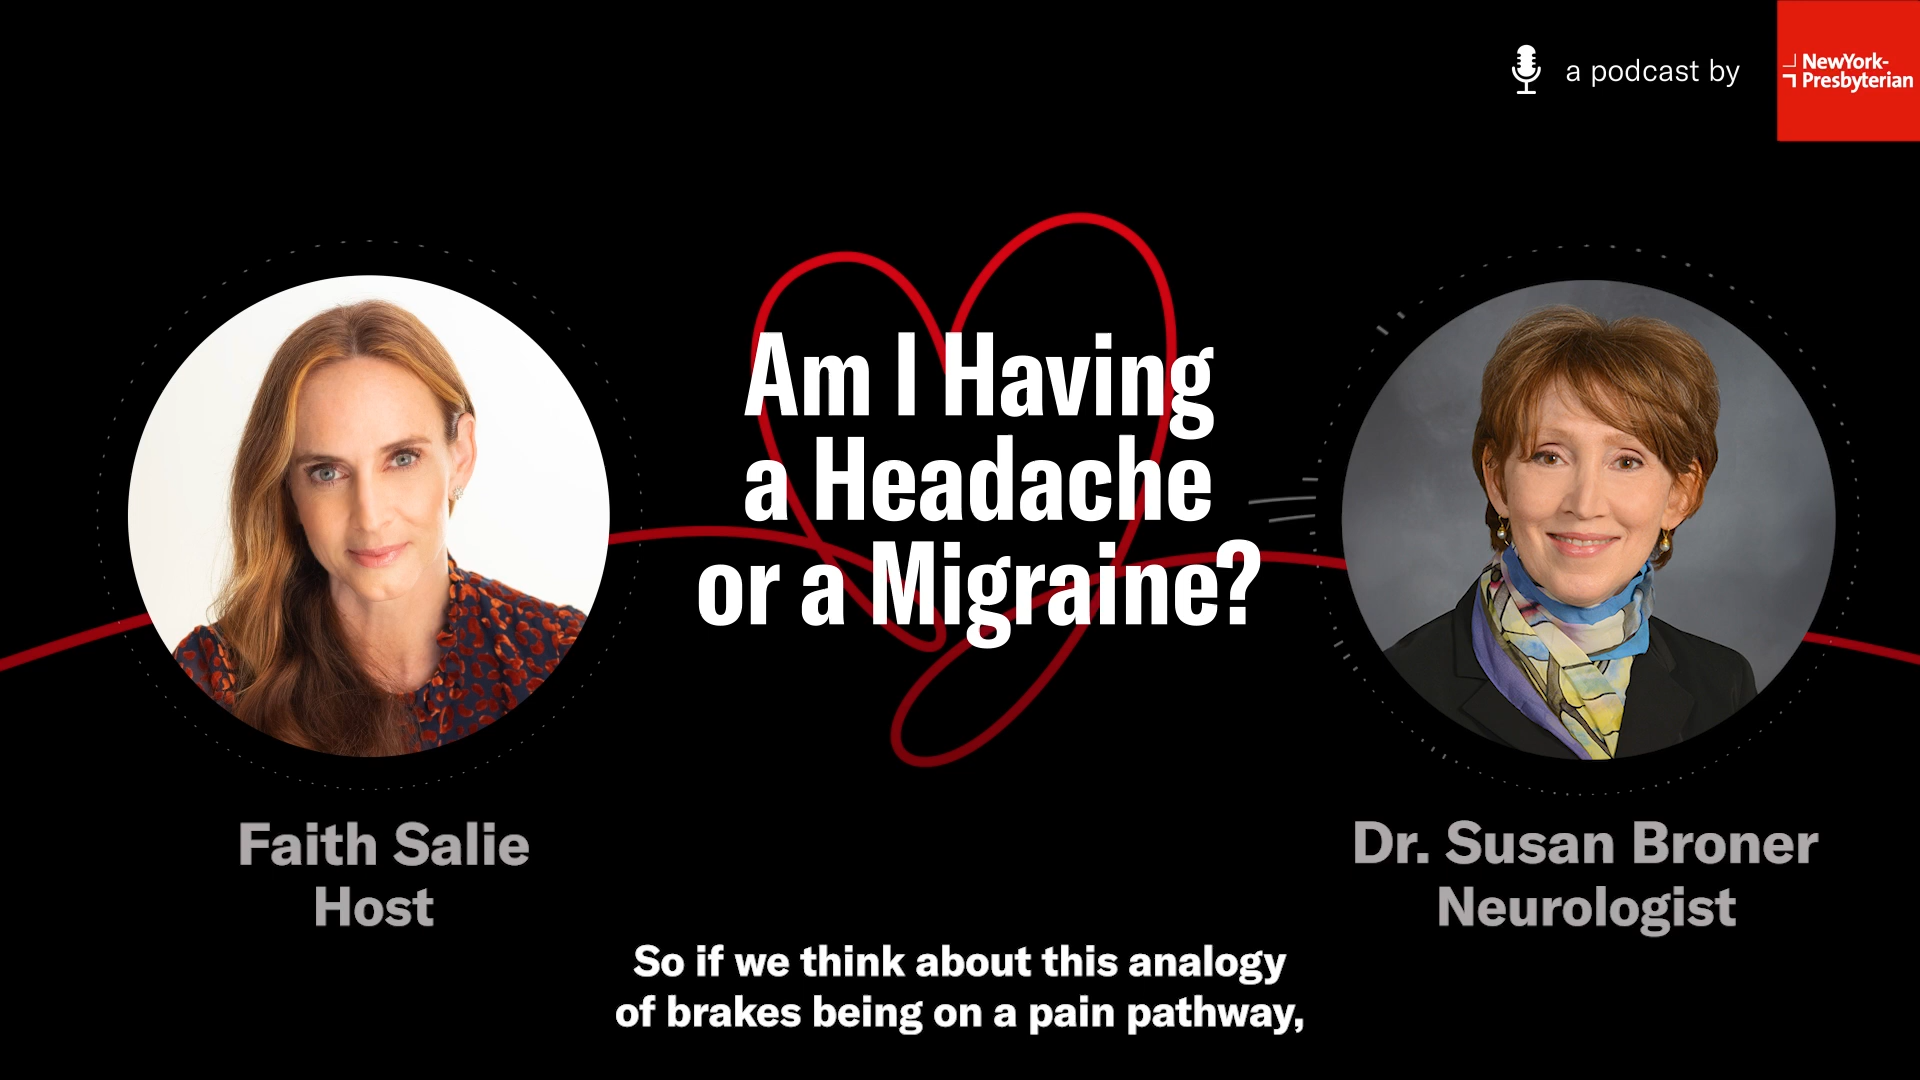 a podcast by
NewYork-
Presbyterian
Am I Having
a Headache
or a Migraine?
Faith Salie
Host
Dr. Susan Broner
Neurologist
So if we think about this analogy
of brakes being on a pain pathway,